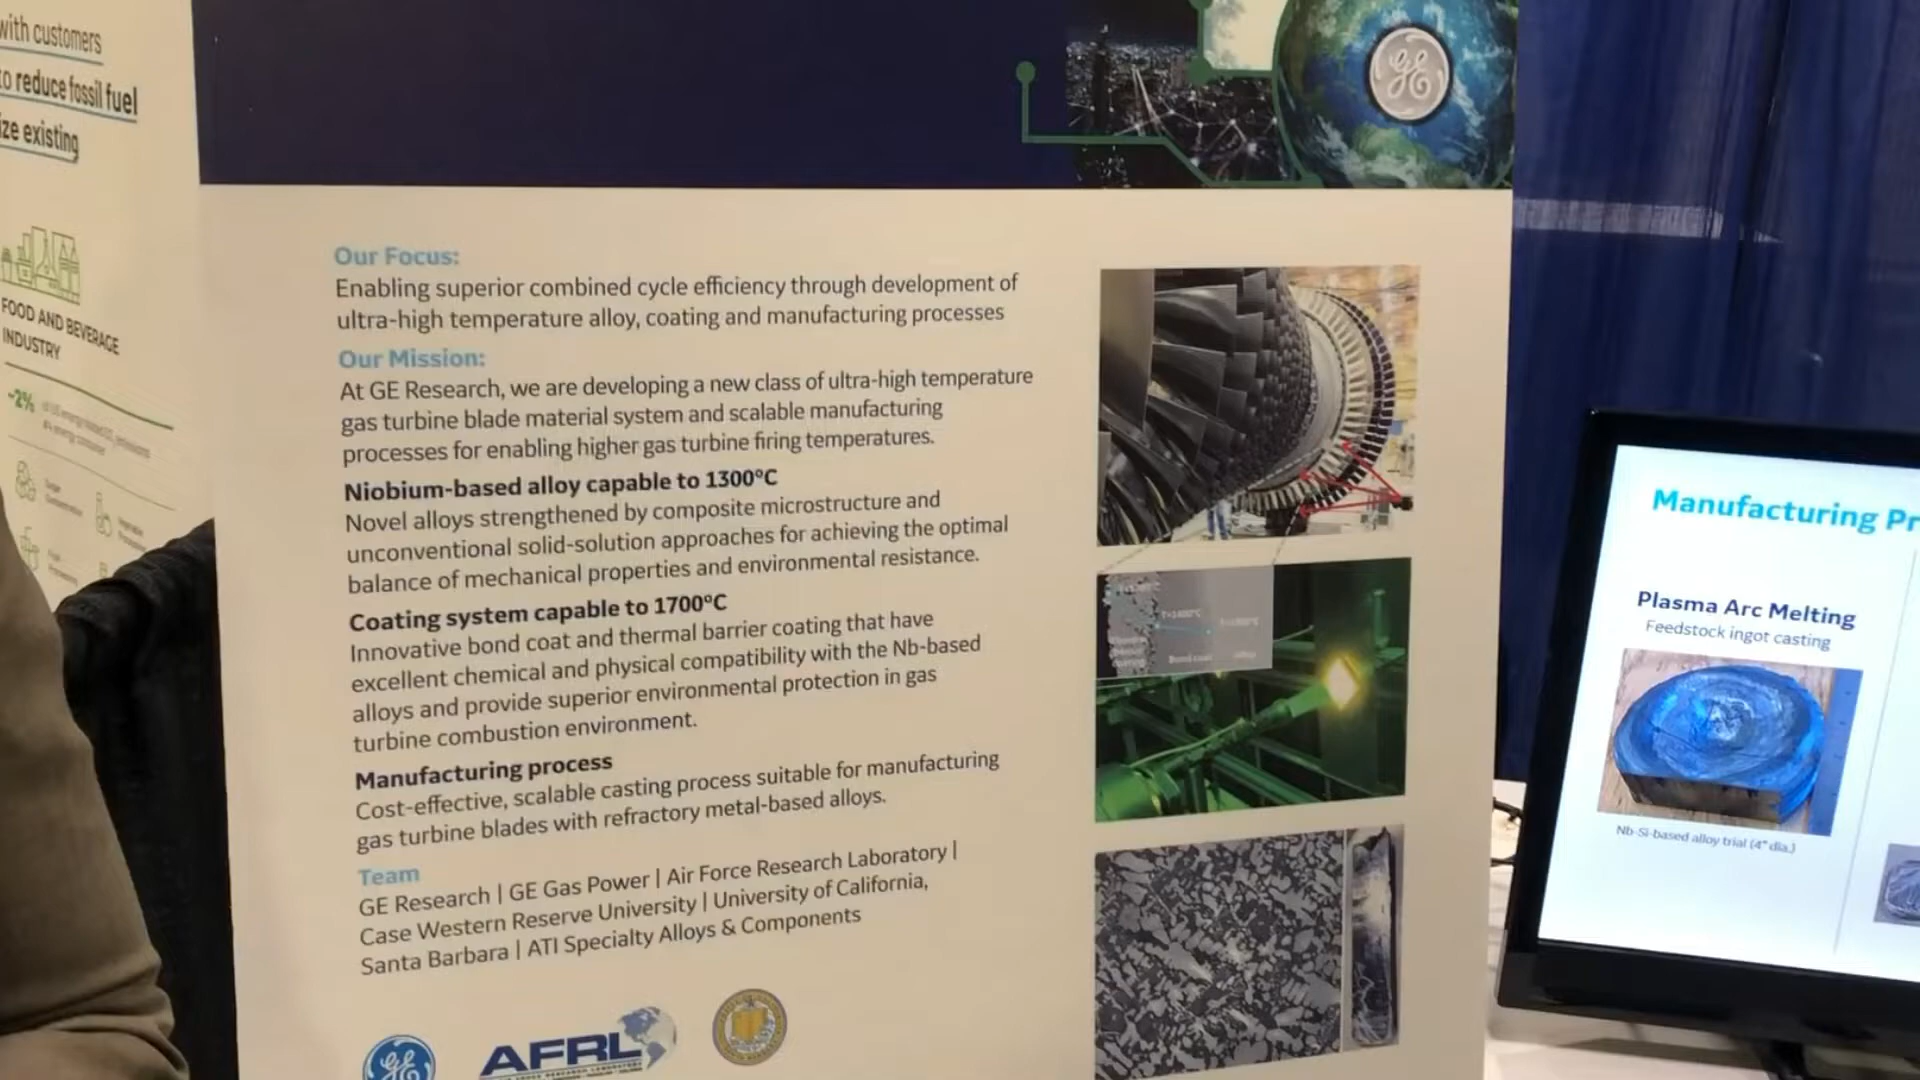 with customers
to reduce fossil fuel
ize existing
FOOD AND BEVERAGE
INDUSTRY
~2%
Our Focus:
Enabling superior combined cycle efficiency through development of
ultra-high temperature alloy, coating and manufacturing processes
Our Mission:
At GE Research, we are developing a new class of ultra-high temperature
gas turbine blade material system and scalable manufacturing
processes for enabling higher gas turbine firing temperatures.
Niobium-based alloy capable to 1300°C
Novel alloys strengthened by composite microstructure and
unconventional solid-solution approaches for achieving the optimal
balance of mechanical properties and environmental resistance.
Coating system capable to 1700°C
Innovative bond coat and thermal barrier coating that have
excellent chemical and physical compatibility with the Nb-based
alloys and provide superior environmental protection in gas
turbine combustion environment.
Manufacturing process
Cost-effective, scalable casting process suitable for manufacturing
gas turbine blades with refractory metal-based alloys.
Team
GE Research | GE Gas Power | Air Force Research Laboratory |
Case Western Reserve University | University of California,
Santa Barbara | ATI Specialty Alloys & Components
GE
AFRL
GE
Bond coat
Manufacturing Pr
Plasma Arc Melting
Feedstock ingot casting
Nb-Si-based alloy trial (4" dia.)